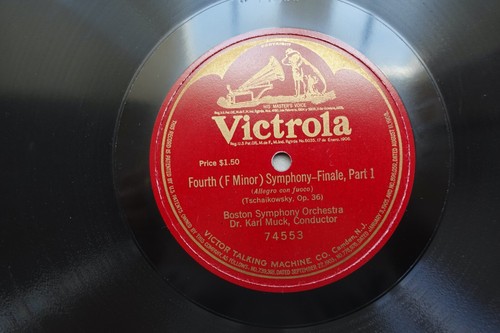 HIS MASTER'S VOICE
Victrola
Price $1.50
Fourth (F Minor) Symphony—Finale, Part 1
(Allegro con fuoco)
(Tschaikowsky, Op. 36)
Boston Symphony Orchestra
Dr. Karl Muck, Conductor
74553
VICTOR TALKING MACHINE CO. Camden, N.J.